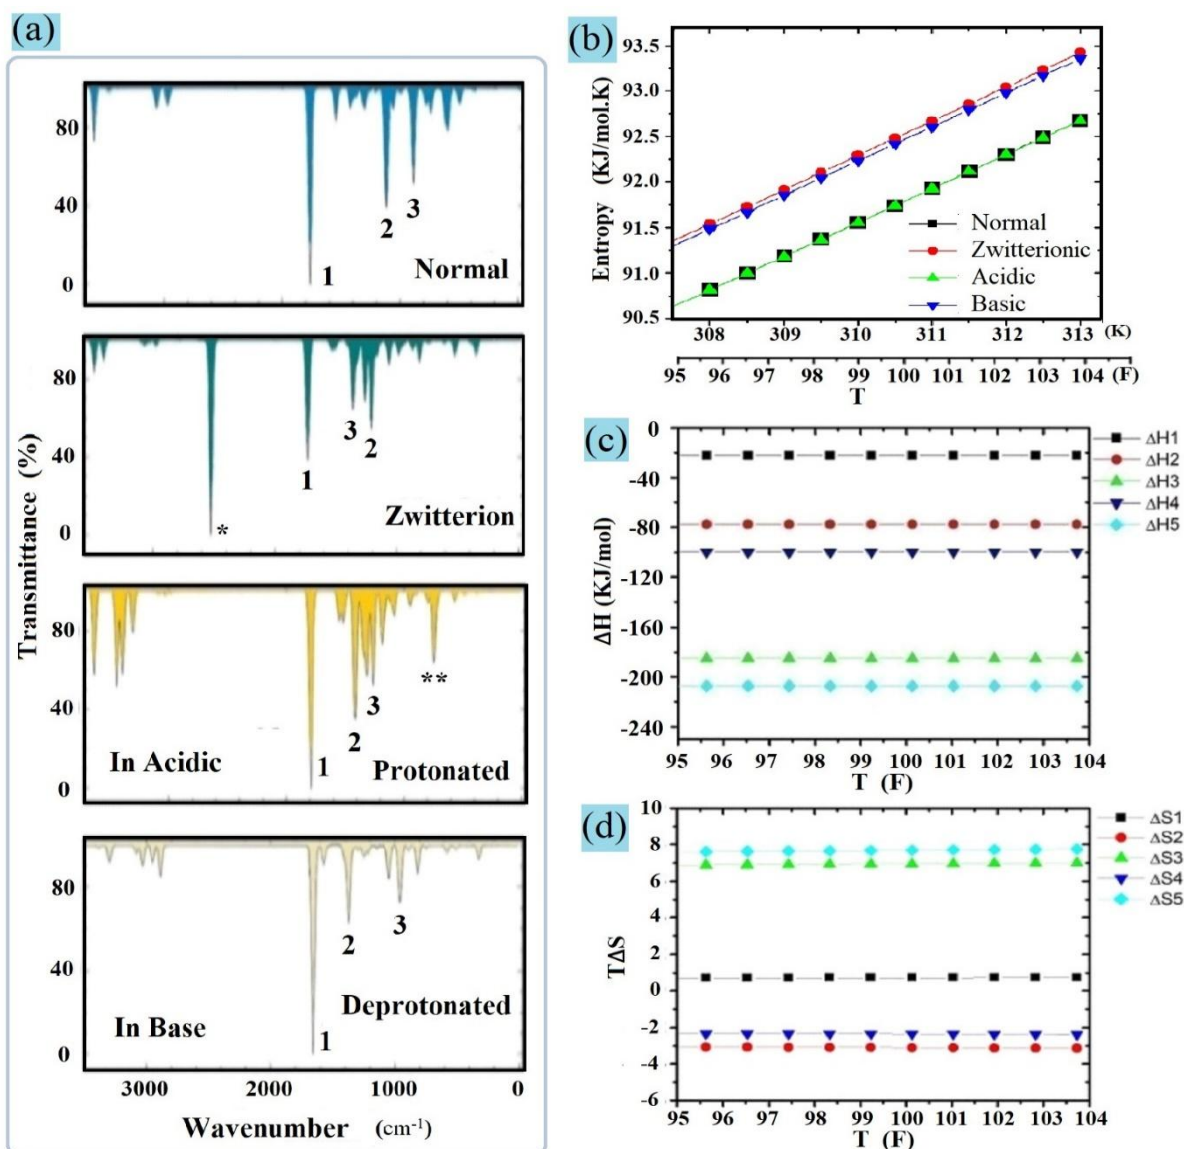 (a)
Transmittance (%)
80
40
0
1
2
3
Normal
80
40
0
*
1
3
2
Zwitterion
80
40
0
1
2
3
**
In Acidic
Protonated
80
40
0
1
2
3
In Base
Deprotonated
3000 2000 1000 0
Wavenumber (cm-1)
(b)
Entropy (KJ/mol.K)
93.5
93.0
92.5
92.0
91.5
91.0
90.5
Normal
Zwitterionic
Acidic
Basic
308 309 310 311 312 313 (K)
95 96 97 98 99 100 101 102 103 104 (F)
T
(c)
ΔH (KJ/mol)
0
-40
-80
-120
-160
-200
-240
ΔH1
ΔH2
ΔH3
ΔH4
ΔH5
95 96 97 98 99 100 101 102 103 104
T (F)
(d)
TΔS
10
8
6
4
2
0
-2
-4
-6
ΔS1
ΔS2
ΔS3
ΔS4
ΔS5
95 96 97 98 99 100 101 102 103 104
T (F)